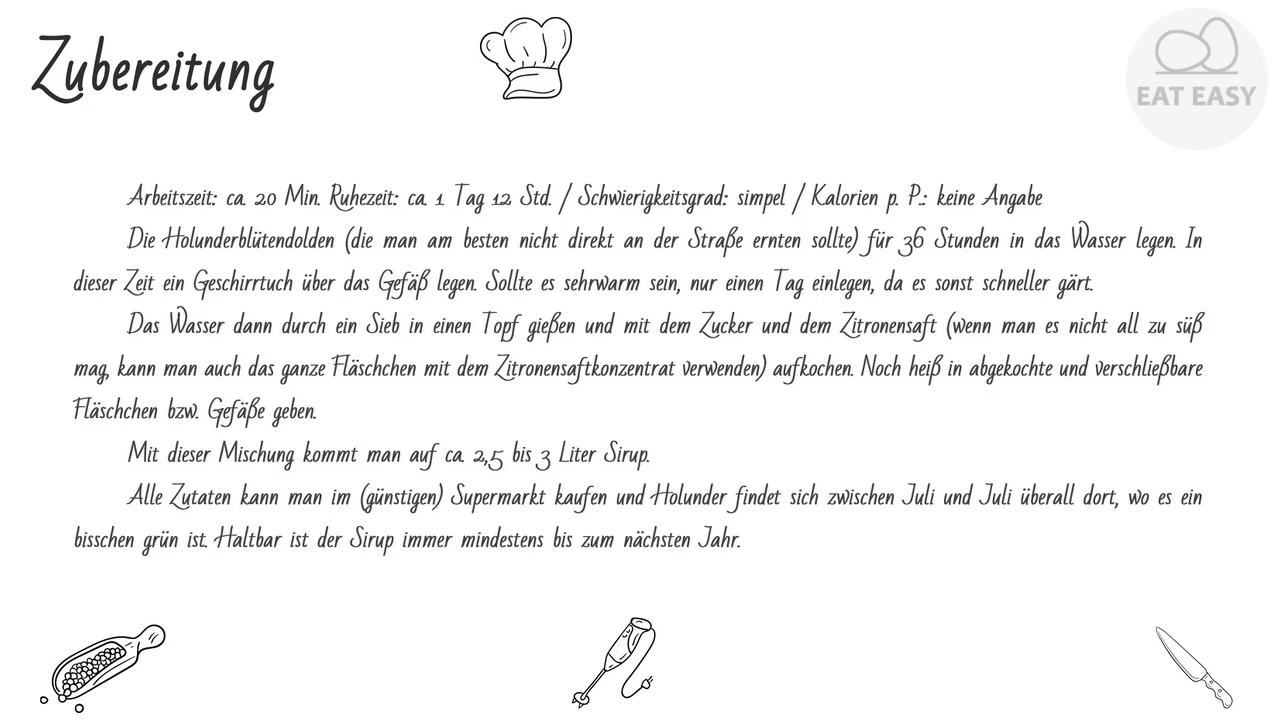 Zubereitung
EAT EASY
Arbeitszeit: ca. 20 Min. Ruhezeit: ca. 1 Tag 12 Std. / Schwierigkeitsgrad: simpel / Kalorien p. P.: keine Angabe
Die Holunderblütendolden (die man am besten nicht direkt an der Straße ernten sollte) für 36 Stunden in das Wasser legen. In
dieser Zeit ein Geschirrtuch über das Gefäß legen. Sollte es sehrwarm sein, nur einen Tag einlegen, da es sonst schneller gärt.
Das Wasser dann durch ein Sieb in einen Topf gießen und mit dem Zucker und dem Zitronensaft (wenn man es nicht all zu süß
mag, kann man auch das ganze Fläschchen mit dem Zitronensaftkonzentrat verwenden) aufkochen. Noch heiß in abgekochte und verschließbare
Fläschchen bzw. Gefäße geben.
Mit dieser Mischung kommt man auf ca. 2,5 bis 3 Liter Sirup.
Alle Zutaten kann man im (günstigen) Supermarkt kaufen und Holunder findet sich zwischen Juli und Juli überall dort, wo es ein
bisschen grün ist. Haltbar ist der Sirup immer mindestens bis zum nächsten Jahr.